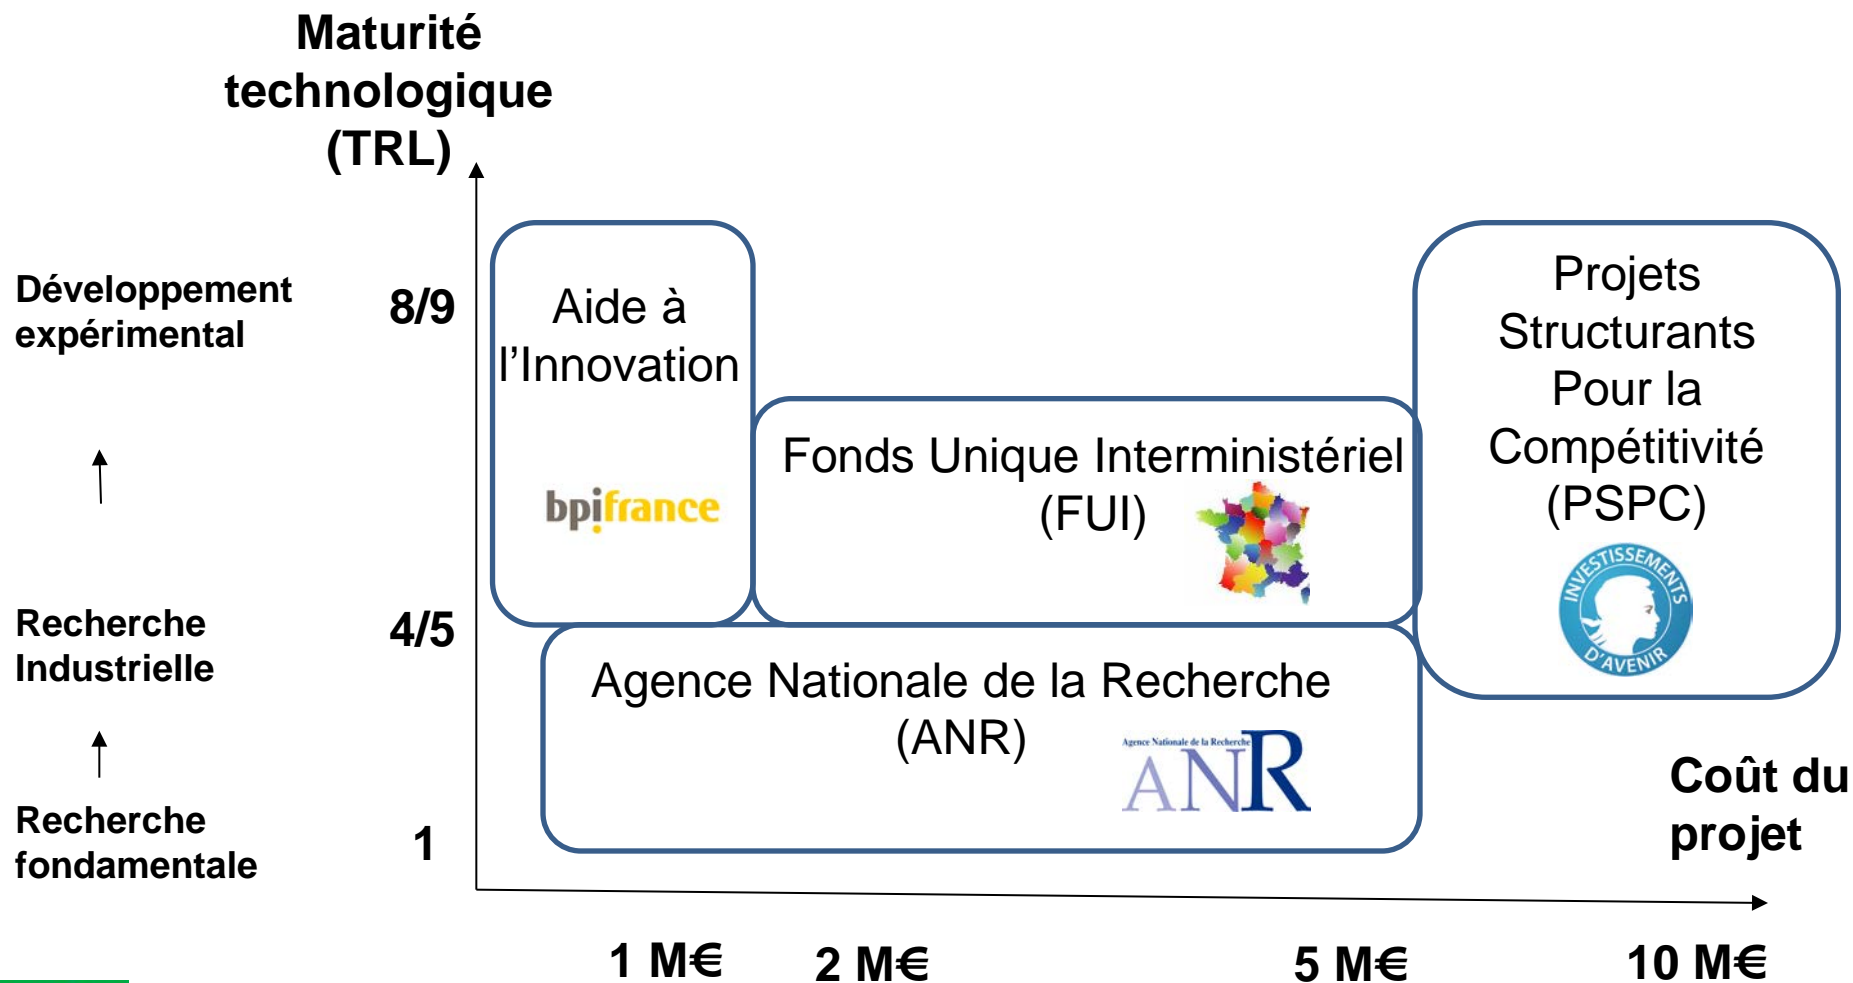 Maturité
technologique
(TRL)
Développement
expérimental
8/9
Aide à
l’Innovation
bpifrance
Fonds Unique Interministériel
(FUI)
Projets
Structurants
Pour la
Compétitivité
(PSPC)
INVESTISSEMENTS
D'AVENIR
Recherche
Industrielle
4/5
Agence Nationale de la Recherche
(ANR)
Agence Nationale de la Recherche
ANR
Recherche
fondamentale
1
Coût du
projet
1 M€
2 M€
5 M€
10 M€